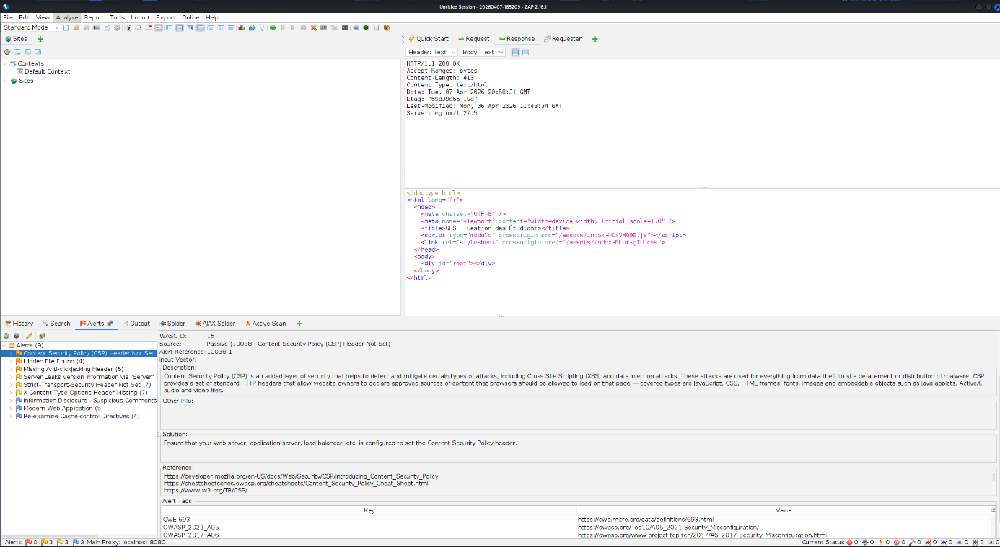 Untitled Session - 20260407-165209 - ZAP 2.16.1
File Edit View Analyse Report Tools Import Export Online Help
Standard Mode
Sites
Quick Start Request Response Requester
Header: Text Body: Text
Contexts
Default Context
Sites
HTTP/1.1 200 OK
Accept-Ranges: bytes
Content-Length: 413
Content-Type: text/html
Date: Tue, 07 Apr 2026 20:58:31 GMT
Etag: "69d39c66-19d"
Last-Modified: Mon, 06 Apr 2026 11:43:34 GMT
Server: nginx/1.27.5
<!doctype html>
<html lang="fr">
<head>
<meta charset="UTF-8" />
<meta name="viewport" content="width=device-width, initial-scale=1.0" />
<title>GES - Gestion des Étudiants</title>
<script type="module" crossorigin src="/assets/index-HDxVMQ0E.js"></script>
<link rel="stylesheet" crossorigin href="/assets/index-BLut-gTU.css">
</head>
<body>
<div id="root"></div>
</body>
</html>
History Search Alerts Output Spider AJAX Spider Active Scan
Alerts (9)
Content Security Policy (CSP) Header Not Set (
Hidden File Found (4)
Missing Anti-clickjacking Header (5)
Server Leaks Version Information via "Server" H
Strict-Transport-Security Header Not Set (7)
X-Content-Type-Options Header Missing (7)
Information Disclosure - Suspicious Comments
Modern Web Application (5)
Re-examine Cache-control Directives (4)
WASC ID: 15
Source: Passive (10038 - Content Security Policy (CSP) Header Not Set)
Alert Reference: 10038-1
Input Vector:
Description:
Content Security Policy (CSP) is an added layer of security that helps to detect and mitigate certain types of attacks, including Cross Site Scripting (XSS) and data injection attacks. These attacks are used for everything from data theft to site defacement or distribution of malware. CSP
provides a set of standard HTTP headers that allow website owners to declare approved sources of content that browsers should be allowed to load on that page — covered types are JavaScript, CSS, HTML frames, fonts, images and embeddable objects such as Java applets, ActiveX,
audio and video files.
Other Info:
Solution:
Ensure that your web server, application server, load balancer, etc. is configured to set the Content-Security-Policy header.
Reference:
https://developer.mozilla.org/en-US/docs/Web/Security/CSP/Introducing_Content_Security_Policy
https://cheatsheetseries.owasp.org/cheatsheets/Content_Security_Policy_Cheat_Sheet.html
https://www.w3.org/TR/CSP/
Alert Tags:
Key Value
CWE-693 https://cwe.mitre.org/data/definitions/693.html
OWASP_2021_A05 https://owasp.org/Top10/A05_2021-Security_Misconfiguration/
OWASP_2017_A06 https://owasp.org/www-project-top-ten/2017/A6_2017-Security_Misconfiguration.html
Alerts 0 3 3 3 Main Proxy: localhost:8080
Current Status 0 0 0 0 0 0 0 0 0 0